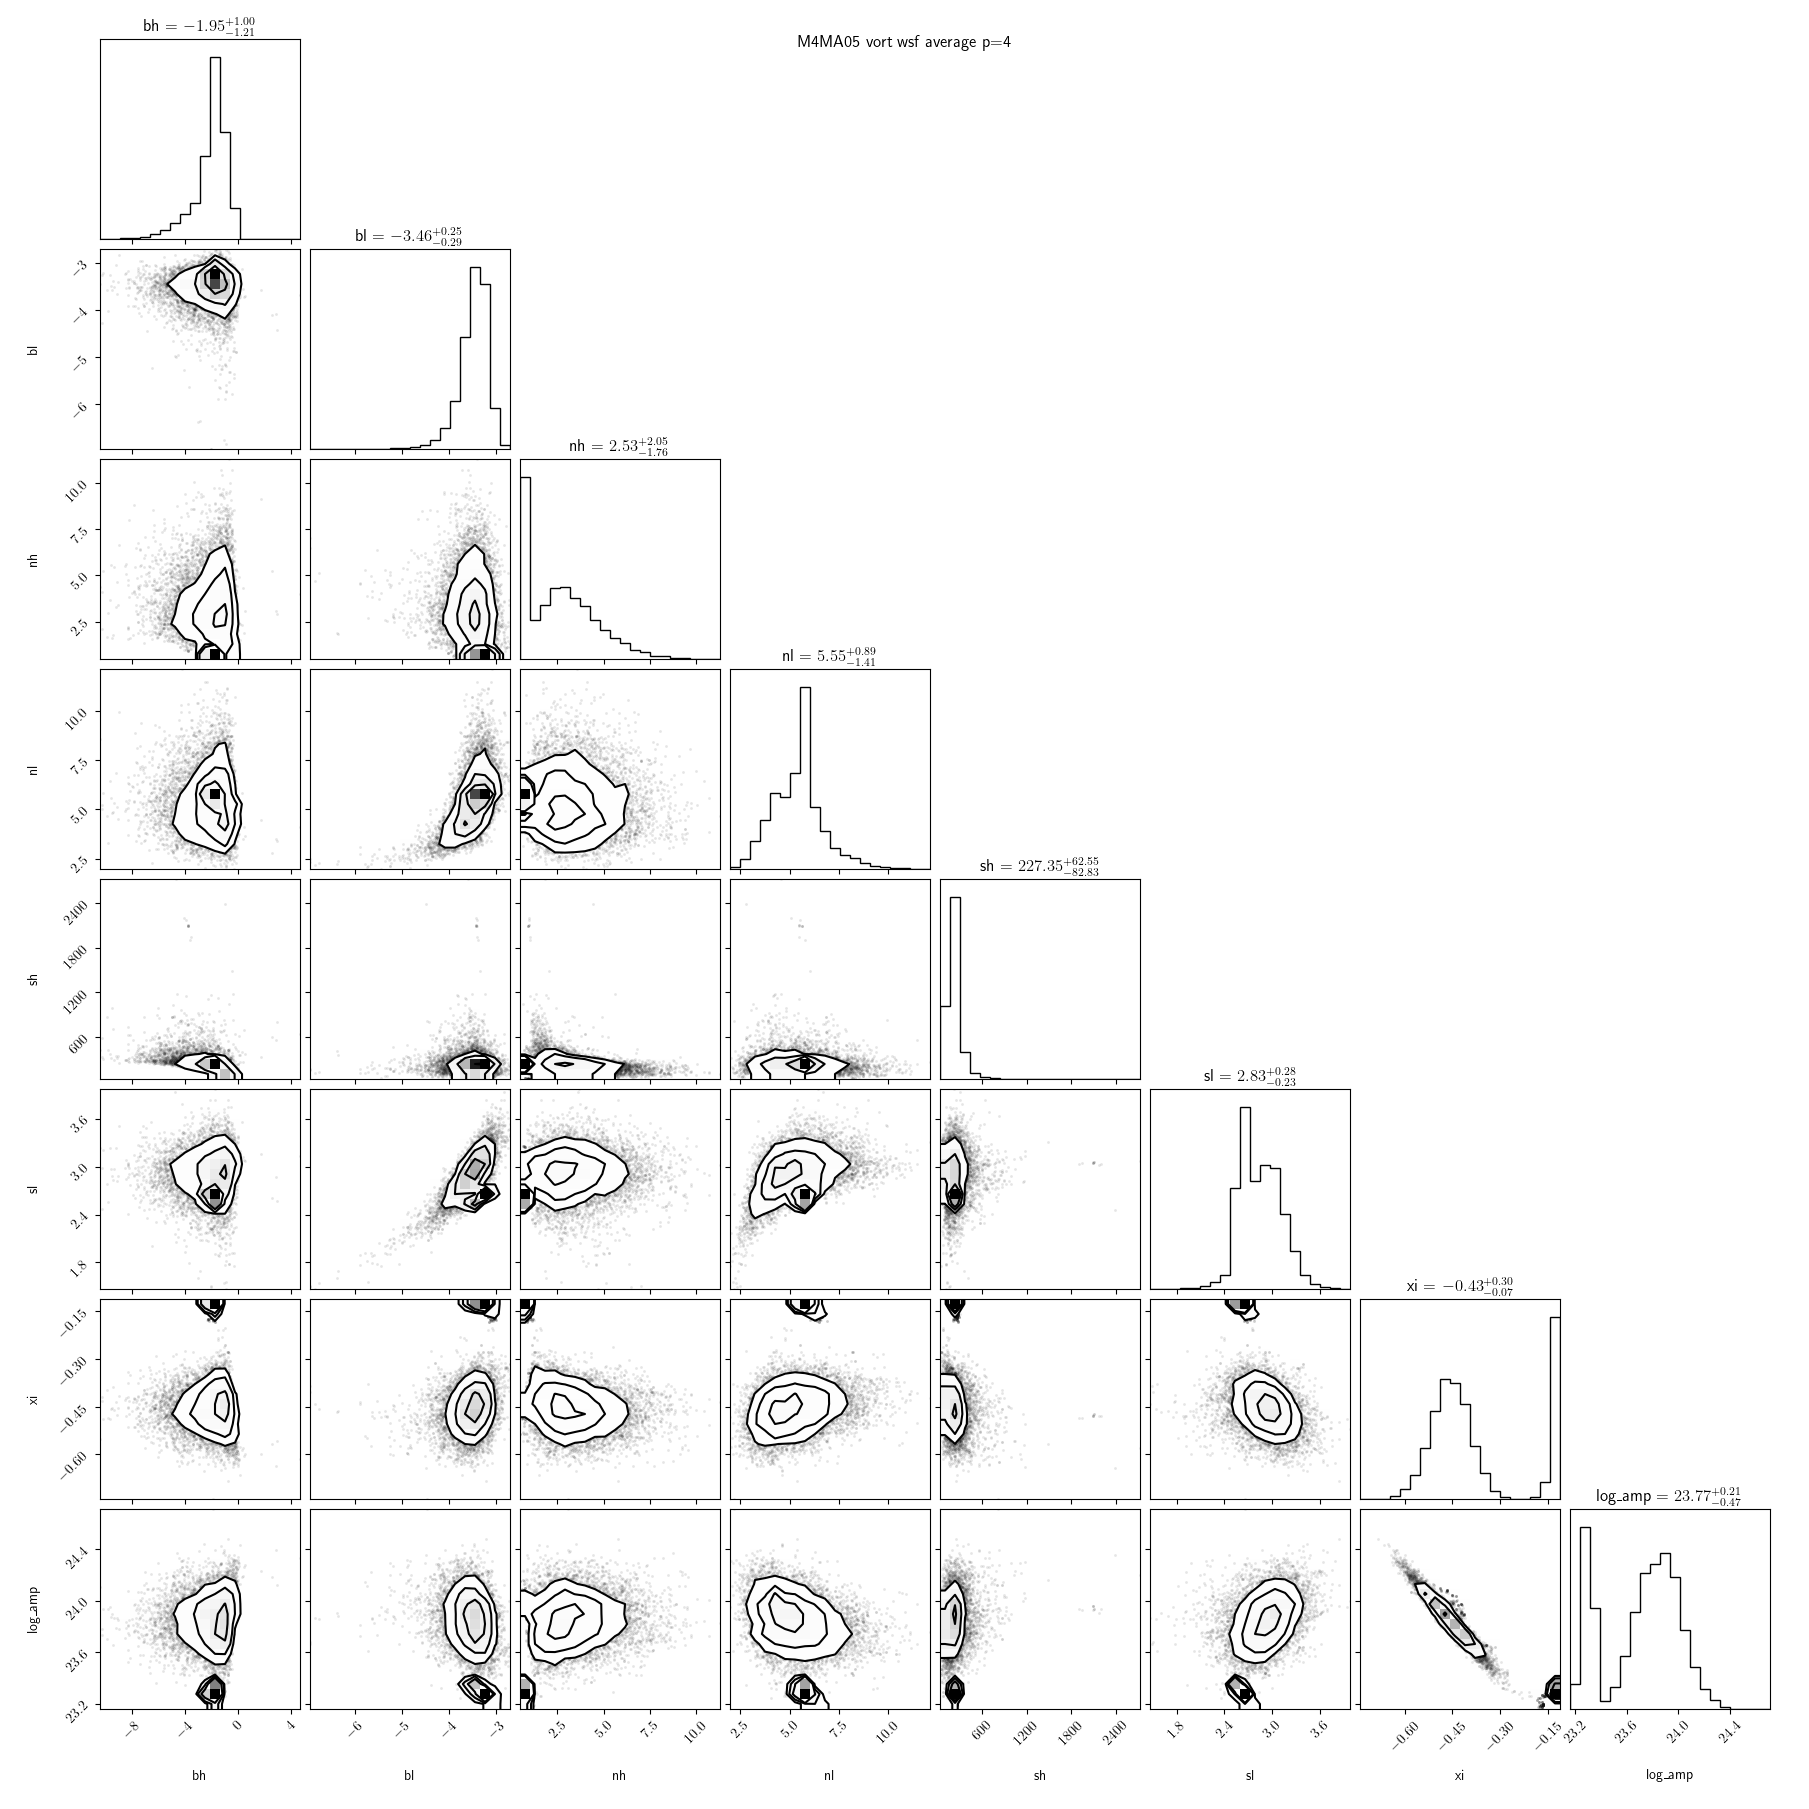 bh = −1.95 +1.00 −1.21
M4MA05 vort wsf average p=4
bl = −3.46 +0.25 −0.29
−3
−4
−5
−6
bl
nh = 2.53 +2.05 −1.76
10.0
7.5
5.0
2.5
nh
nl = 5.55 +0.89 −1.41
10.0
7.5
5.0
2.5
nl
sh = 227.35 +62.55 −82.83
2400
1800
1200
600
sh
sl = 2.83 +0.28 −0.23
3.6
3.0
2.4
1.8
sl
xi = −0.43 +0.30 −0.07
−0.15
−0.30
−0.45
−0.60
xi
log_amp = 23.77 +0.21 −0.47
24.4
24.0
23.6
23.2
log_amp
−8 −4 0 4 −6 −5 −4 −3 2.5 5.0 7.5 10.0 2.5 5.0 7.5 10.0 600 1200 1800 2400 1.8 2.4 3.0 3.6 −0.60 −0.45 −0.30 −0.15 23.2 23.6 24.0 24.4
bh bl nh nl sh sl xi log_amp